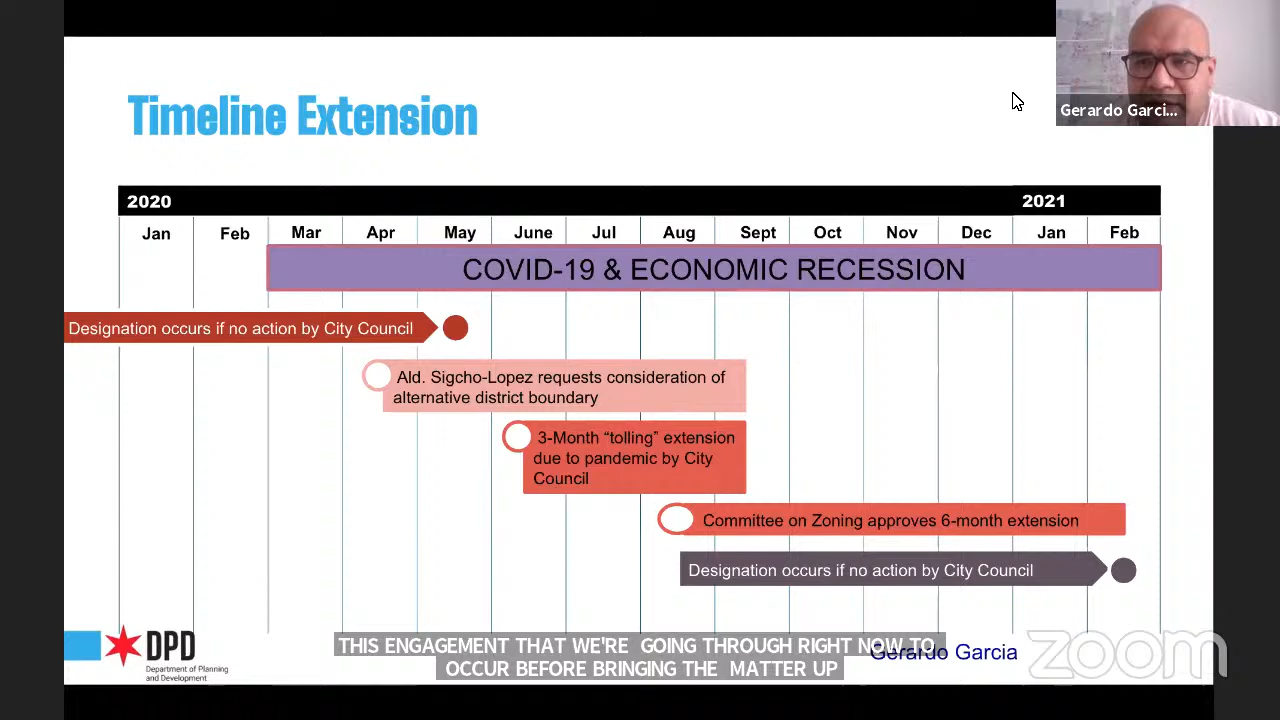 Timeline Extension
Gerardo Garci...
2020 2021
Jan Feb Mar Apr May June Jul Aug Sept Oct Nov Dec Jan Feb
COVID-19 & ECONOMIC RECESSION
Designation occurs if no action by City Council
Ald. Sigcho-Lopez requests consideration of
alternative district boundary
3-Month “tolling” extension
due to pandemic by City
Council
Committee on Zoning approves 6-month extension
Designation occurs if no action by City Council
DPD
Department of Planning
and Development
THIS ENGAGEMENT THAT WE'RE GOING THROUGH RIGHT NOW TO
OCCUR BEFORE BRINGING THE MATTER UP
Gerardo Garcia
zoom